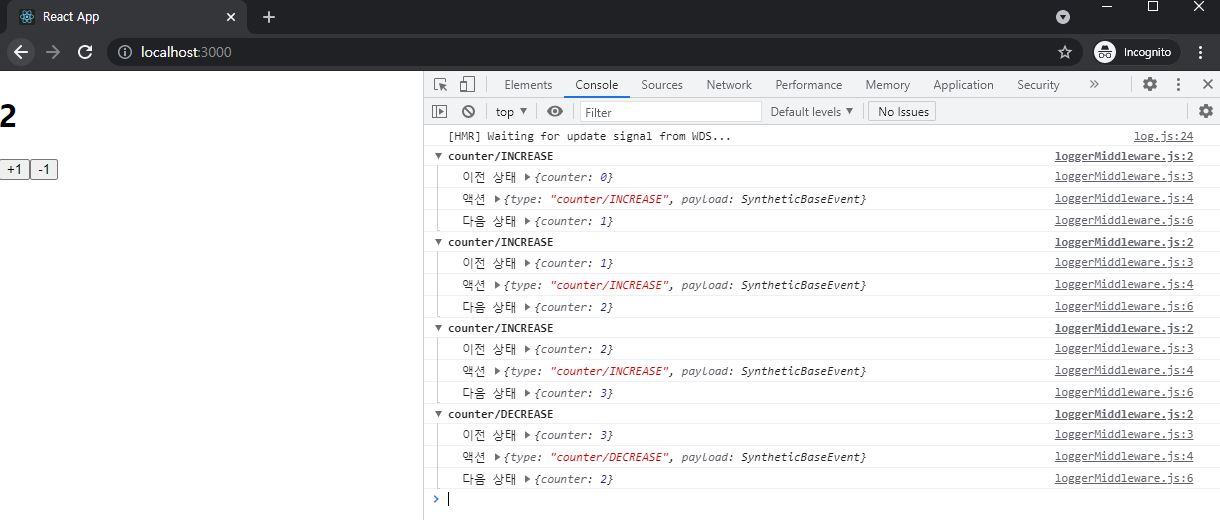 React App
localhost:3000
Incognito
2
+1 -1
Elements Console Sources Network Performance Memory Application Security
top Filter Default levels No Issues
[HMR] Waiting for update signal from WDS... log.js:24
counter/INCREASE loggerMiddleware.js:2
이전 상태 {counter: 0} loggerMiddleware.js:3
액션 {type: "counter/INCREASE", payload: SyntheticBaseEvent} loggerMiddleware.js:4
다음 상태 {counter: 1} loggerMiddleware.js:6
counter/INCREASE loggerMiddleware.js:2
이전 상태 {counter: 1} loggerMiddleware.js:3
액션 {type: "counter/INCREASE", payload: SyntheticBaseEvent} loggerMiddleware.js:4
다음 상태 {counter: 2} loggerMiddleware.js:6
counter/INCREASE loggerMiddleware.js:2
이전 상태 {counter: 2} loggerMiddleware.js:3
액션 {type: "counter/INCREASE", payload: SyntheticBaseEvent} loggerMiddleware.js:4
다음 상태 {counter: 3} loggerMiddleware.js:6
counter/DECREASE loggerMiddleware.js:2
이전 상태 {counter: 3} loggerMiddleware.js:3
액션 {type: "counter/DECREASE", payload: SyntheticBaseEvent} loggerMiddleware.js:4
다음 상태 {counter: 2} loggerMiddleware.js:6